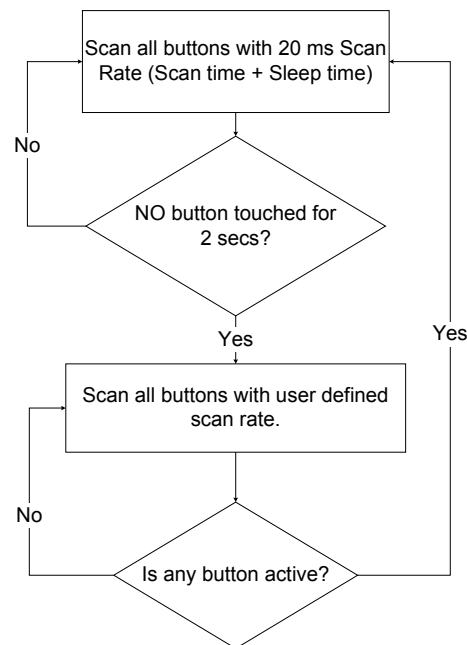 Scan all buttons with 20 ms Scan
Rate (Scan time + Sleep time)
No
NO button touched for
2 secs?
Yes
Yes
Scan all buttons with user defined
scan rate.
No
Is any button active?